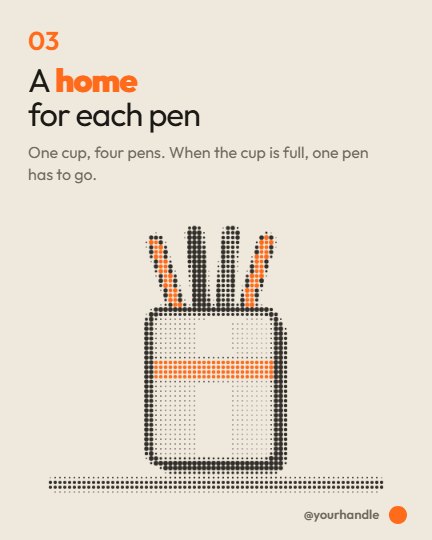 03
A home
for each pen
One cup, four pens. When the cup is full, one pen
has to go.
@yourhandle